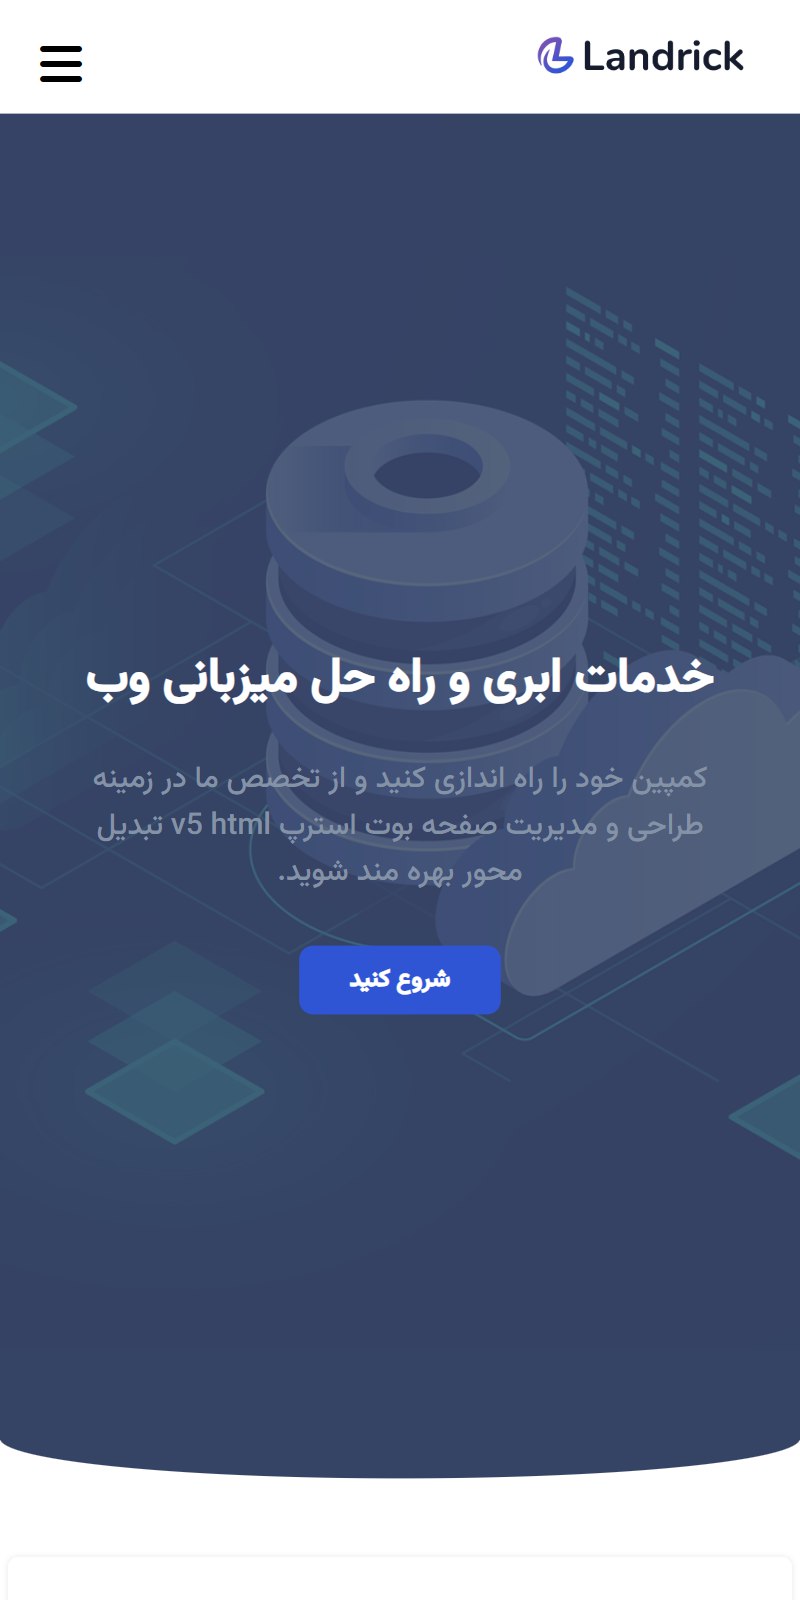 Landrick
خدمات ابری و راه حل میزبانی وب
کمپین خود را راه اندازی کنید و از تخصص ما در زمینه
طراحی و مدیریت صفحه بوت استرپ v5 html تبدیل
محور بهره مند شوید.
شروع کنید